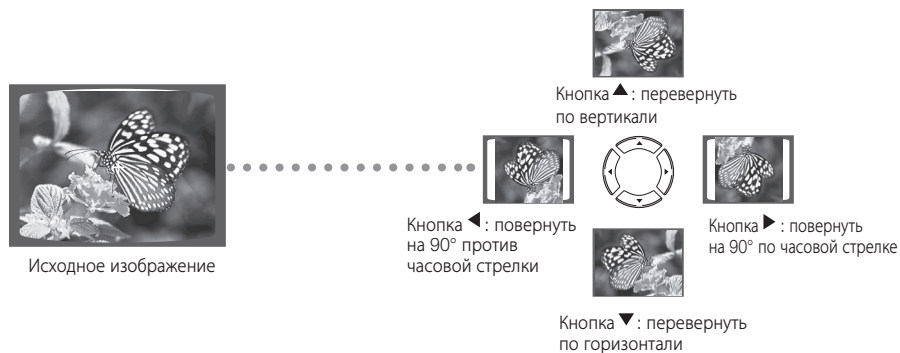 Кнопка ▲ : перевернуть
по вертикали
Исходное изображение
Кнопка ◀ : повернуть
на 90° против
часовой стрелки
Кнопка ▶ : повернуть
на 90° по часовой стрелке
Кнопка ▼ : перевернуть
по горизонтали